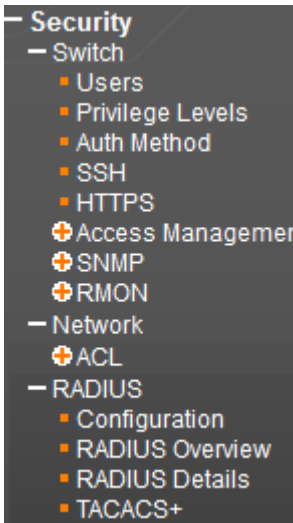 Security
Switch
Users
Privilege Levels
Auth Method
SSH
HTTPS
Access Managemer
SNMP
RMON
Network
ACL
RADIUS
Configuration
RADIUS Overview
RADIUS Details
TACACS+